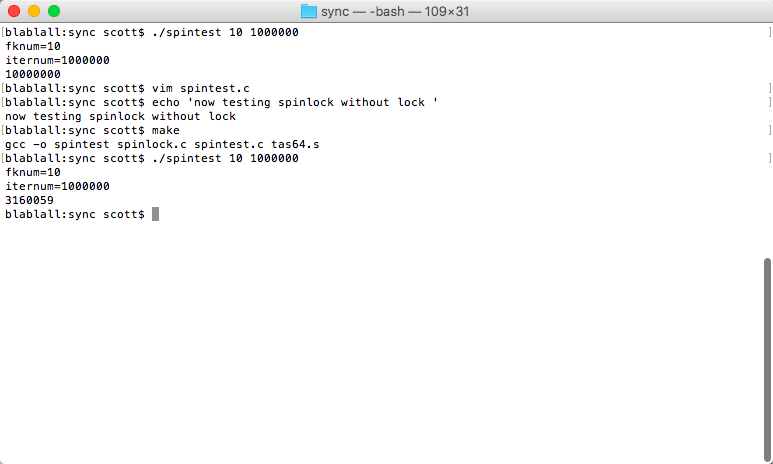 sync — -bash — 109×31
[blablall:sync scott$ ./spintest 10 1000000 ]
fknum=10
iternum=1000000
10000000
[blablall:sync scott$ vim spintest.c ]
[blablall:sync scott$ echo 'now testing spinlock without lock ' ]
now testing spinlock without lock
[blablall:sync scott$ make ]
gcc -o spintest spinlock.c spintest.c tas64.s
[blablall:sync scott$ ./spintest 10 1000000 ]
fknum=10
iternum=1000000
3160059
blablall:sync scott$